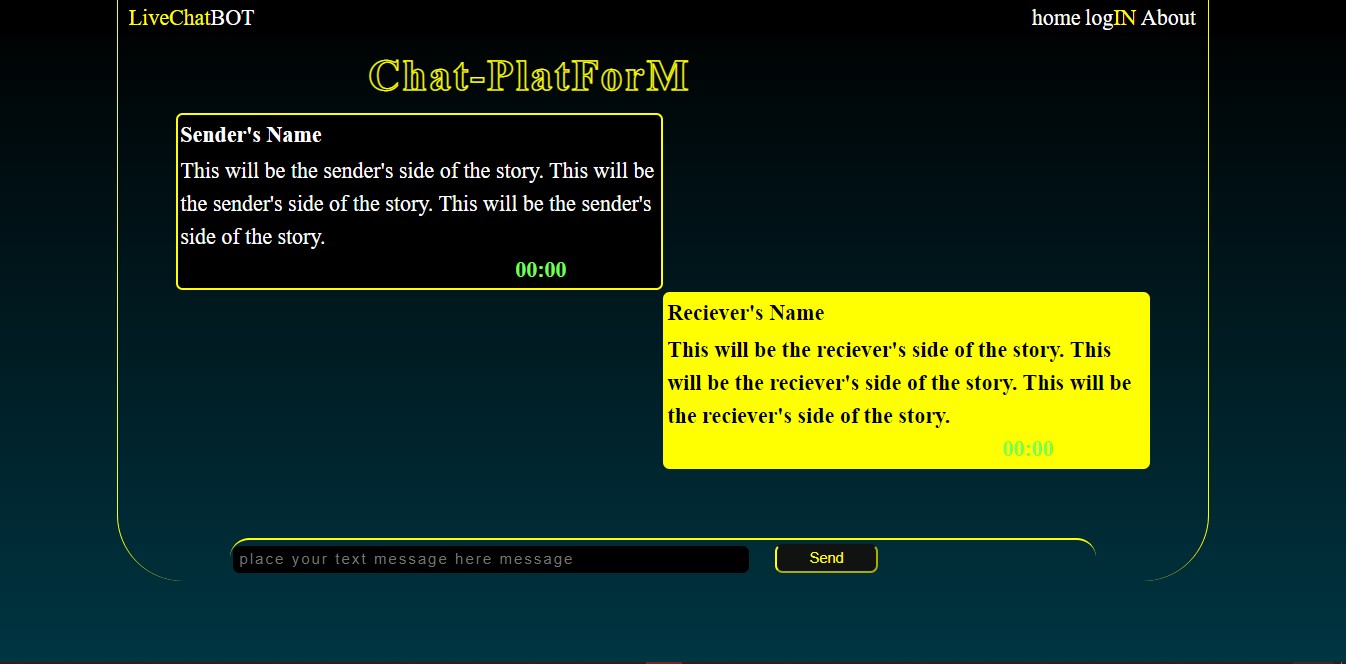 LiveChatBOT
home logIN About
Chat-PlatForM
Sender's Name
This will be the sender's side of the story. This will be
the sender's side of the story. This will be the sender's
side of the story.
00:00
Reciever's Name
This will be the reciever's side of the story. This
will be the reciever's side of the story. This will be
the reciever's side of the story.
00:00
place your text message here message
Send